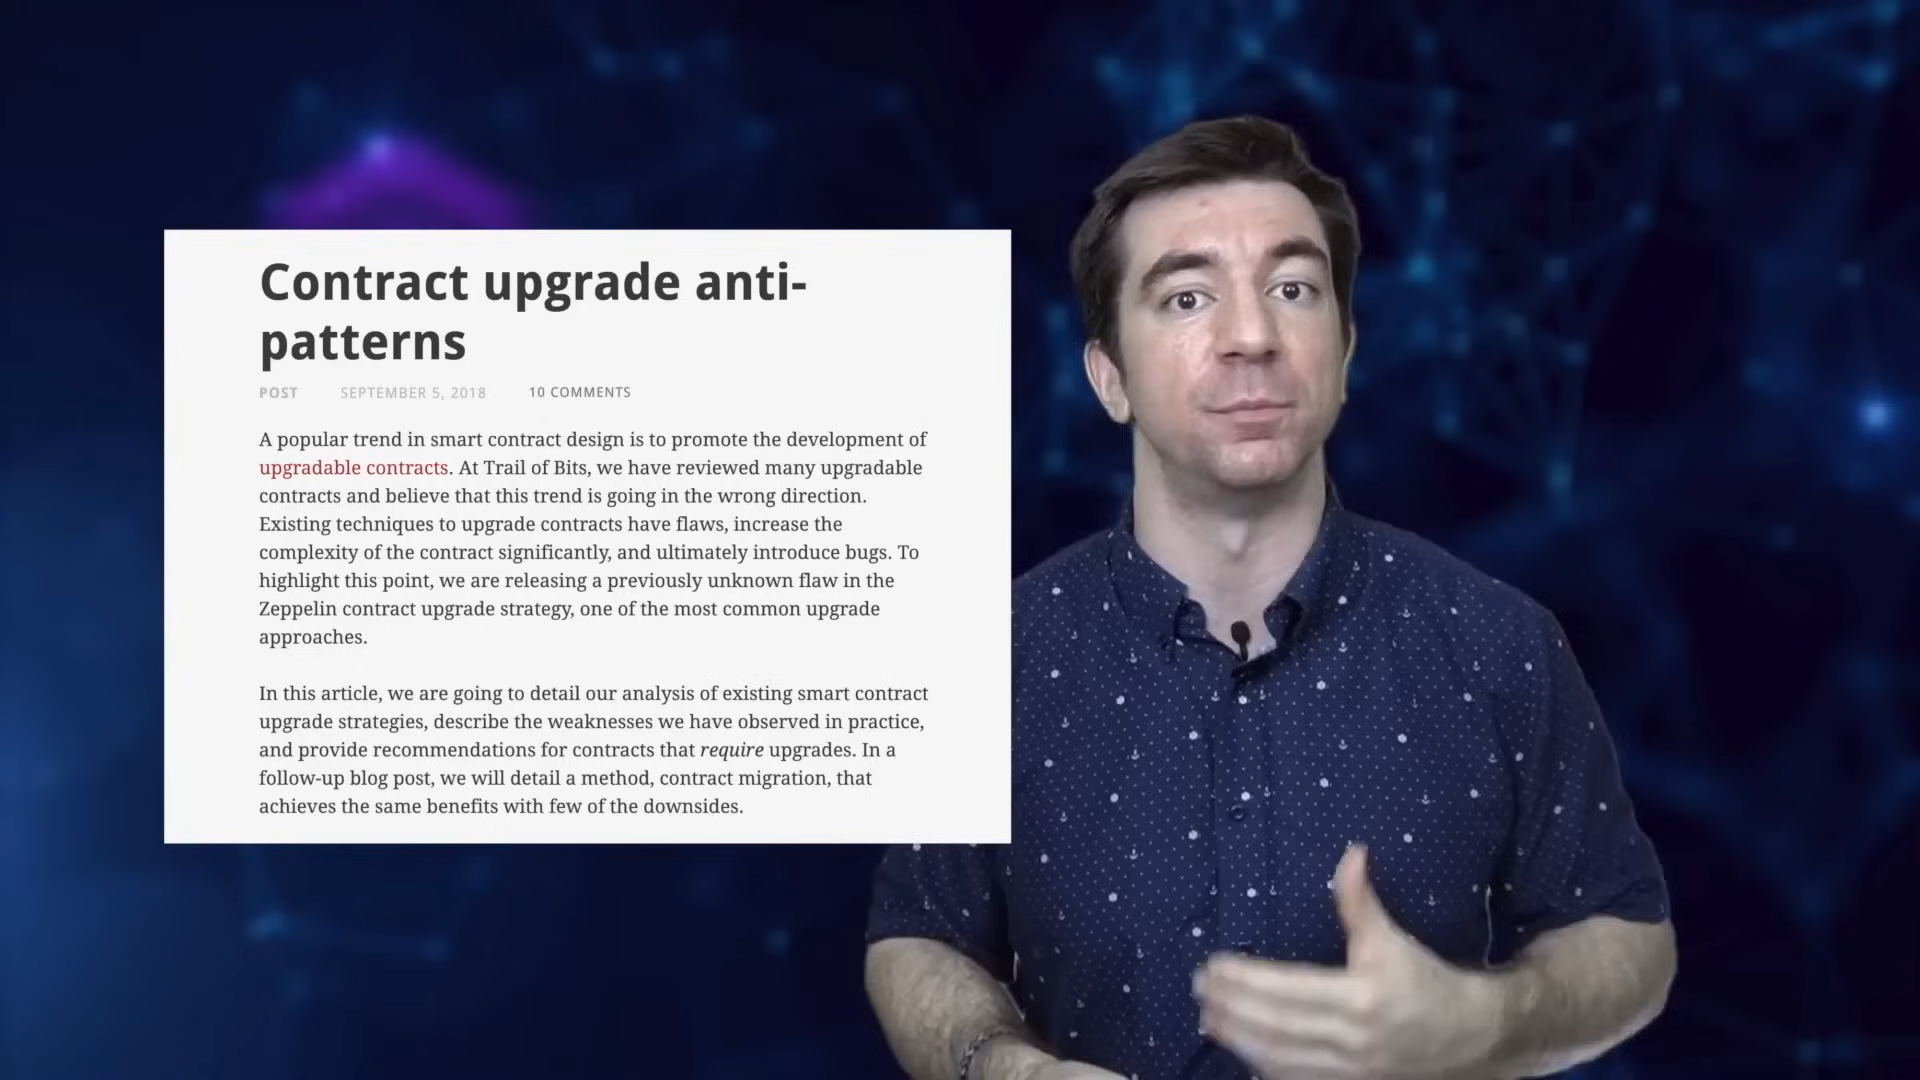 Contract upgrade anti-
patterns
POST SEPTEMBER 5, 2018 10 COMMENTS
A popular trend in smart contract design is to promote the development of
upgradable contracts. At Trail of Bits, we have reviewed many upgradable
contracts and believe that this trend is going in the wrong direction.
Existing techniques to upgrade contracts have flaws, increase the
complexity of the contract significantly, and ultimately introduce bugs. To
highlight this point, we are releasing a previously unknown flaw in the
Zeppelin contract upgrade strategy, one of the most common upgrade
approaches.
In this article, we are going to detail our analysis of existing smart contract
upgrade strategies, describe the weaknesses we have observed in practice,
and provide recommendations for contracts that require upgrades. In a
follow-up blog post, we will detail a method, contract migration, that
achieves the same benefits with few of the downsides.